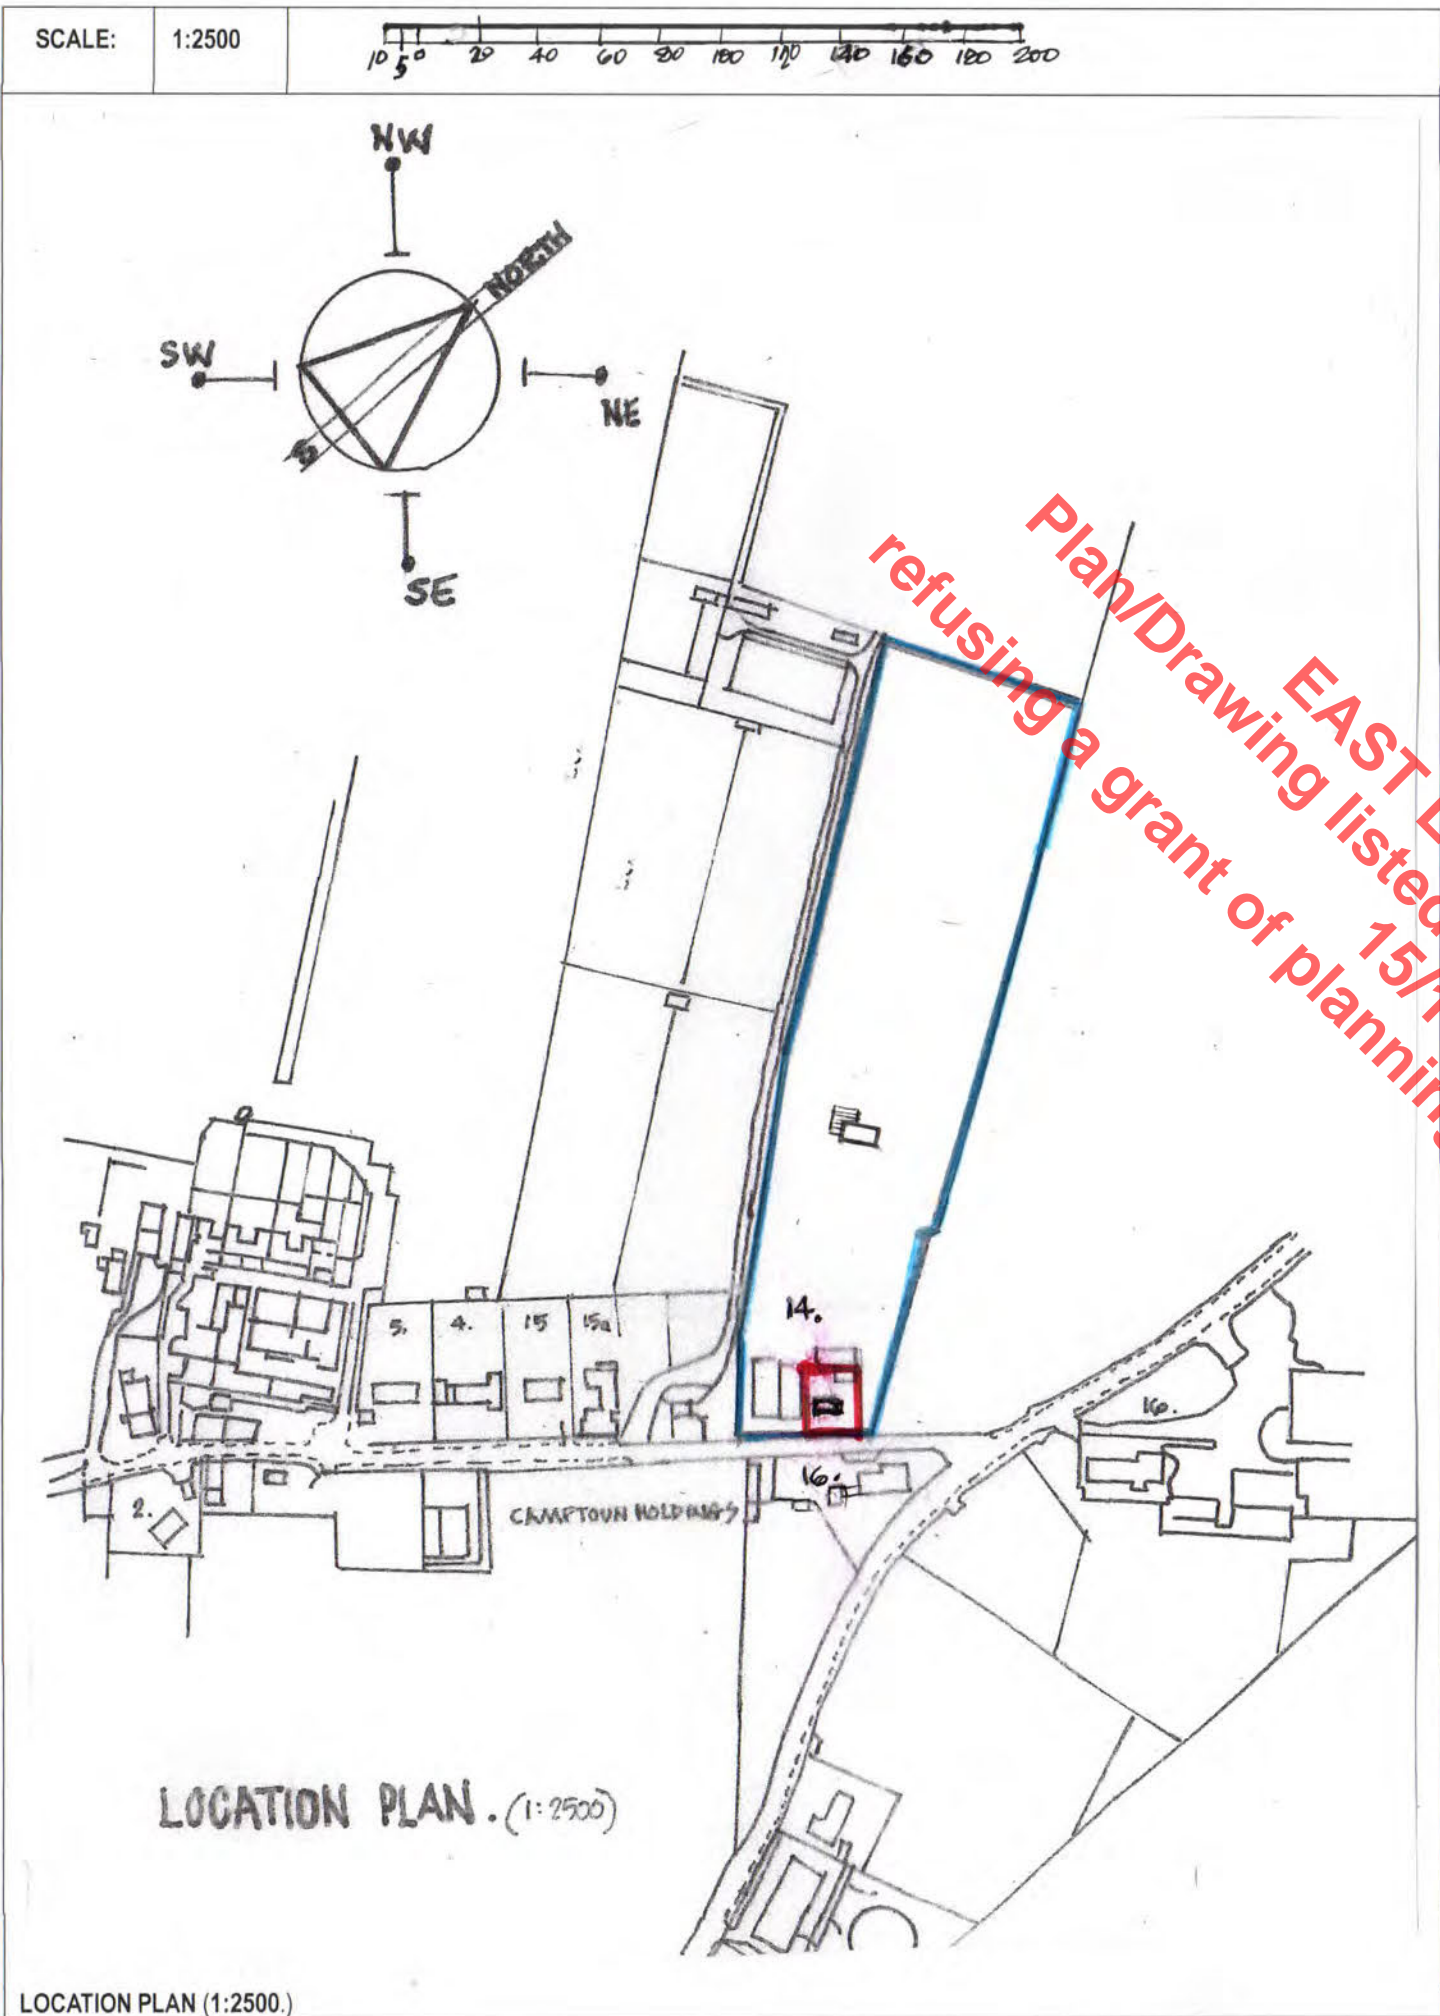 SCALE: 1:2500
10 5 0 20 40 60 80 100 120 140 160 180 200
NW
NORTH
SW
NE
S
SE
EAST
Plan/Drawing listed
15/
refusing a grant of planning
14.
5. 4. 15 15a
16.
16.
2.
CAMPTOUN HOLDINGS
LOCATION PLAN. (1:2500)
LOCATION PLAN (1:2500.)